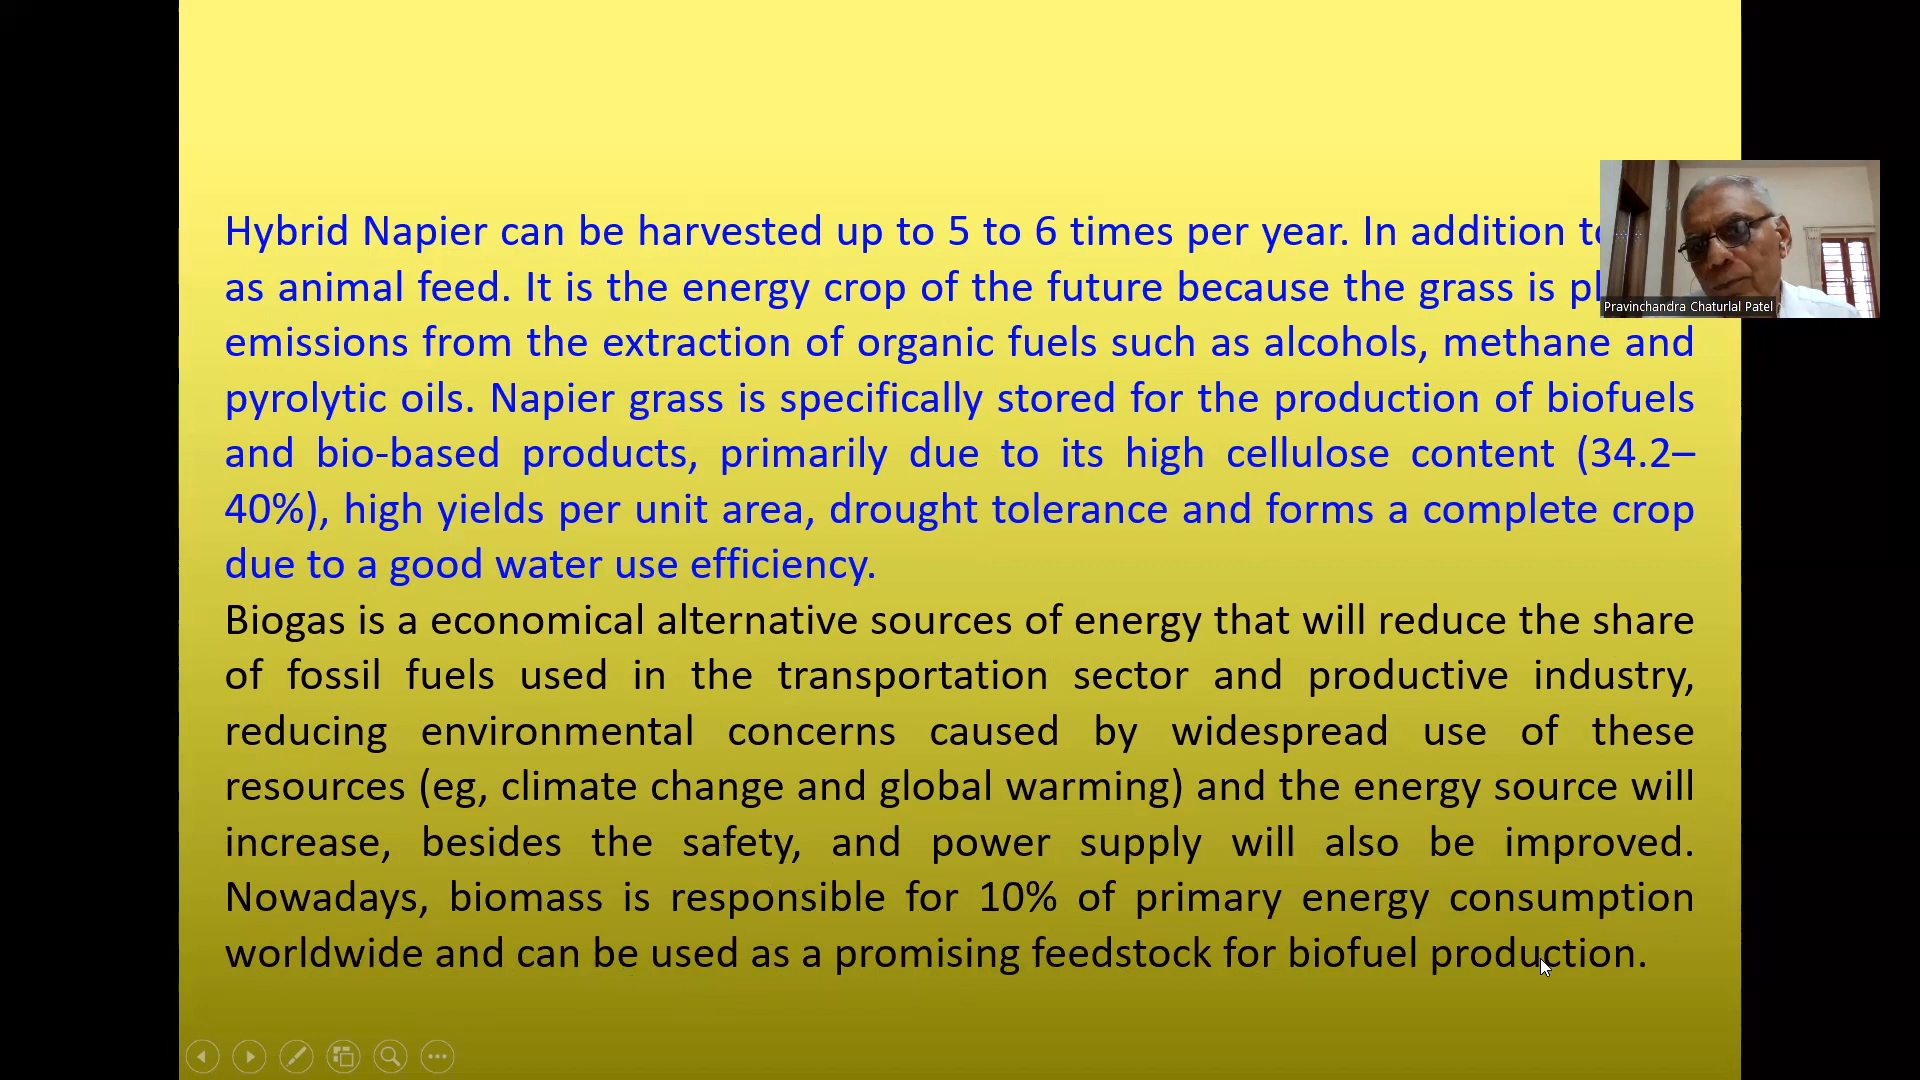 Hybrid Napier can be harvested up to 5 to 6 times per year. In addition
as animal feed. It is the energy crop of the future because the grass is
emissions from the extraction of organic fuels such as alcohols, methane and
pyrolytic oils. Napier grass is specifically stored for the production of biofuels
and bio-based products, primarily due to its high cellulose content (34.2–
40%), high yields per unit area, drought tolerance and forms a complete crop
due to a good water use efficiency.
Biogas is a economical alternative sources of energy that will reduce the share
of fossil fuels used in the transportation sector and productive industry,
reducing environmental concerns caused by widespread use of these
resources (eg, climate change and global warming) and the energy source will
increase, besides the safety, and power supply will also be improved.
Nowadays, biomass is responsible for 10% of primary energy consumption
worldwide and can be used as a promising feedstock for biofuel production.
Pravinchandra Chaturlal Patel